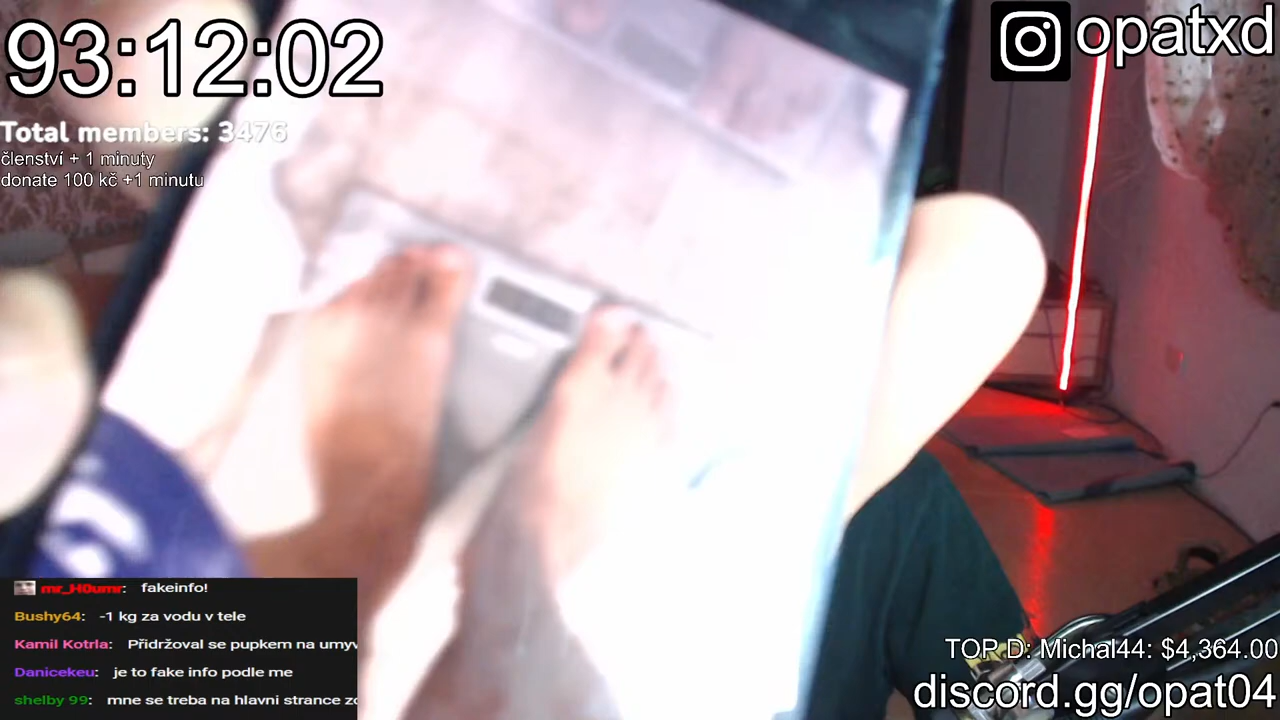 93:12:02
opatxd
Total members: 3476
členství + 1 minuty
donate 100 kč +1 minutu
mr_H0umr: fakeinfo!
Bushy64: -1 kg za vodu v tele
Kamil Kotrla: Přidržoval se pupkem na umyv
Danicekeu: je to fake info podle me
shelby 99: mne se treba na hlavni strance zo
TOP D: Michal44: $4,364.00
discord.gg/opat04